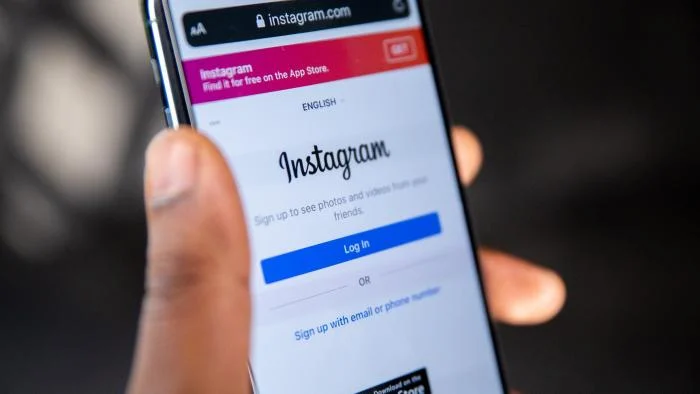 AA instagram.com
Instagram
Find it for free on the App Store.
GET
ENGLISH
Instagram
Sign up to see photos and videos from your
friends.
Log In
OR
Sign up with email or phone number
Download on the
Store